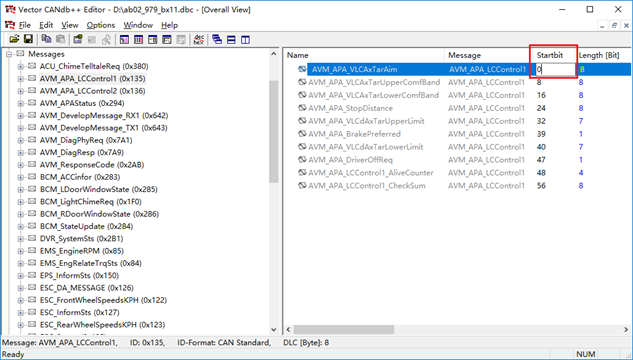 Vector CANdb++ Editor - D:\ab02_979_bx11.dbc - [Overall View]
File Edit View Options Window Help
Messages
ACU_ChimeTelltaleReq (0x380)
AVM_APA_LCControl1 (0x135)
AVM_APA_LCControl2 (0x136)
AVM_APAStatus (0x294)
AVM_DevelopMessage_RX1 (0x642)
AVM_DevelopMessage_TX1 (0x643)
AVM_DiagPhyReq (0x7A1)
AVM_DiagResp (0x7A9)
AVM_ResponseCode (0x2AB)
BCM_ACCinfor (0x283)
BCM_LDoorWindowState (0x285)
BCM_LightChimeReq (0x1F0)
BCM_RDoorWindowState (0x286)
BCM_StateUpdate (0x284)
DVR_SystemSts (0x2B1)
EMS_EngineRPM (0x85)
EMS_EngRelateTrqSts (0x84)
EPS_InformSts (0x150)
ESC_DA_MESSAGE (0x126)
ESC_FrontWheelSpeedsKPH (0x122)
ESC_InformSts (0x127)
ESC_RearWheelSpeedsKPH (0x123)
Name Message Startbit Length [Bit]
AVM_APA_VLCAxTarAim AVM_APA_LCControl1 0 8
AVM_APA_VLCAxTarUpperComfBand AVM_APA_LCControl1 8 8
AVM_APA_VLCAxTarLowerComfBand AVM_APA_LCControl1 16 8
AVM_APA_StopDistance AVM_APA_LCControl1 24 8
AVM_APA_VLCdAxTarUpperLimit AVM_APA_LCControl1 32 7
AVM_APA_BrakePreferred AVM_APA_LCControl1 39 1
AVM_APA_VLCdAxTarLowerLimit AVM_APA_LCControl1 40 7
AVM_APA_DriverOffReq AVM_APA_LCControl1 47 1
AVM_APA_LCControl1_AliveCounter AVM_APA_LCControl1 48 4
AVM_APA_LCControl1_CheckSum AVM_APA_LCControl1 56 8
Message: AVM_APA_LCControl1, ID: 0x135, ID-Format: CAN Standard, DLC [Byte]: 8
Ready NUM